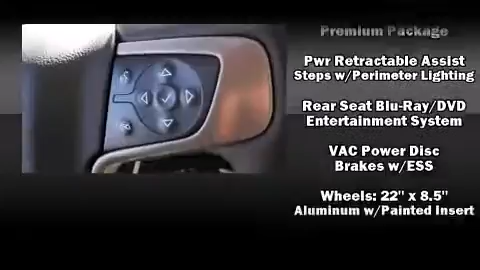 Premium Package
Pwr Retractable Assist
Steps w/Perimeter Lighting
Rear Seat Blu-Ray/DVD
Entertainment System
VAC Power Disc
Brakes w/ESS
Wheels: 22" x 8.5"
Aluminum w/Painted Insert